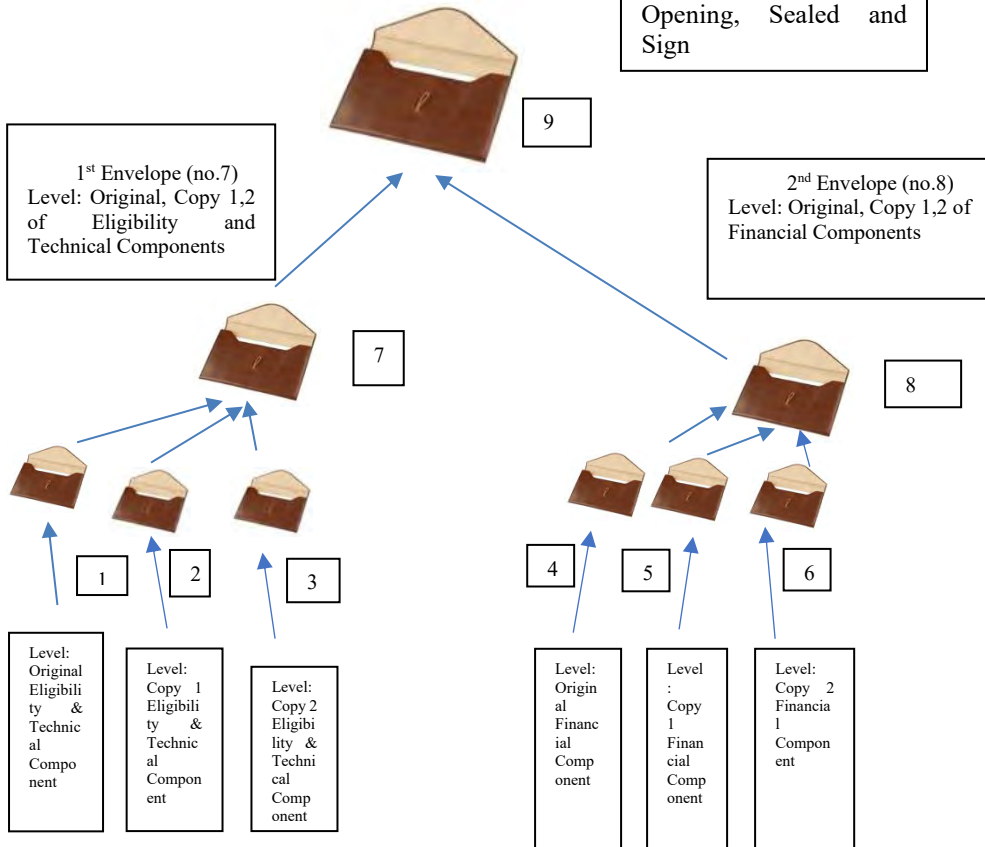 Opening, Sealed and
Sign
9
1st Envelope (no.7)
Level: Original, Copy 1,2
of Eligibility and
Technical Components
2nd Envelope (no.8)
Level: Original, Copy 1,2 of
Financial Components
7
8
1
2
3
4
5
6
Level:
Original
Eligibili
ty &
Technic
al
Compo
nent
Level:
Copy 1
Eligibili
ty &
Technic
al
Compon
ent
Level:
Copy 2
Eligibi
lity &
Techni
cal
Comp
onent
Level:
Origin
al
Financ
ial
Comp
onent
Level
:
Copy
1
Finan
cial
Comp
onent
Level:
Copy 2
Financia
l
Compon
ent